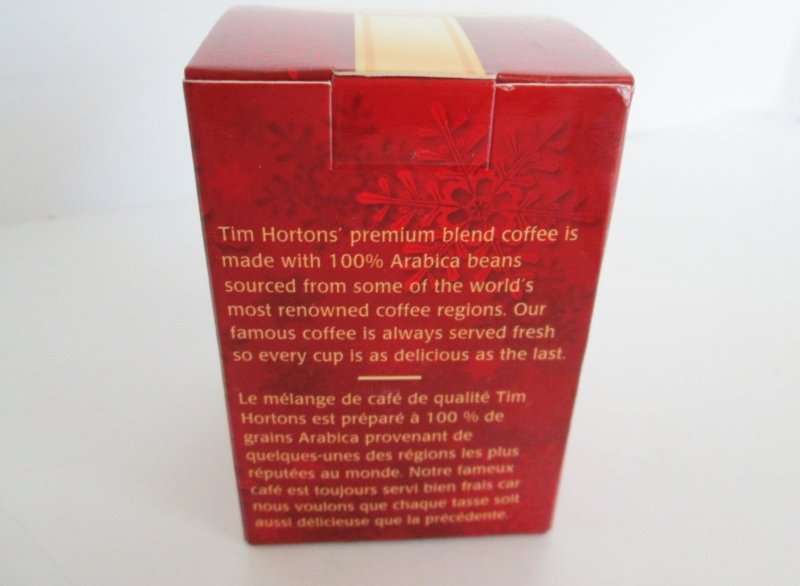 Tim Hortons' premium blend coffee is
made with 100% Arabica beans
sourced from some of the world's
most renowned coffee regions. Our
famous coffee is always served fresh
so every cup is as delicious as the last.
Le mélange de café de qualité Tim
Hortons est préparé à 100 % de
grains Arabica provenant de
quelques-unes des régions les plus
réputées au monde. Notre fameux
café est toujours servi bien frais car
nous voulons que chaque tasse soit
aussi délicieuse que la précédente.